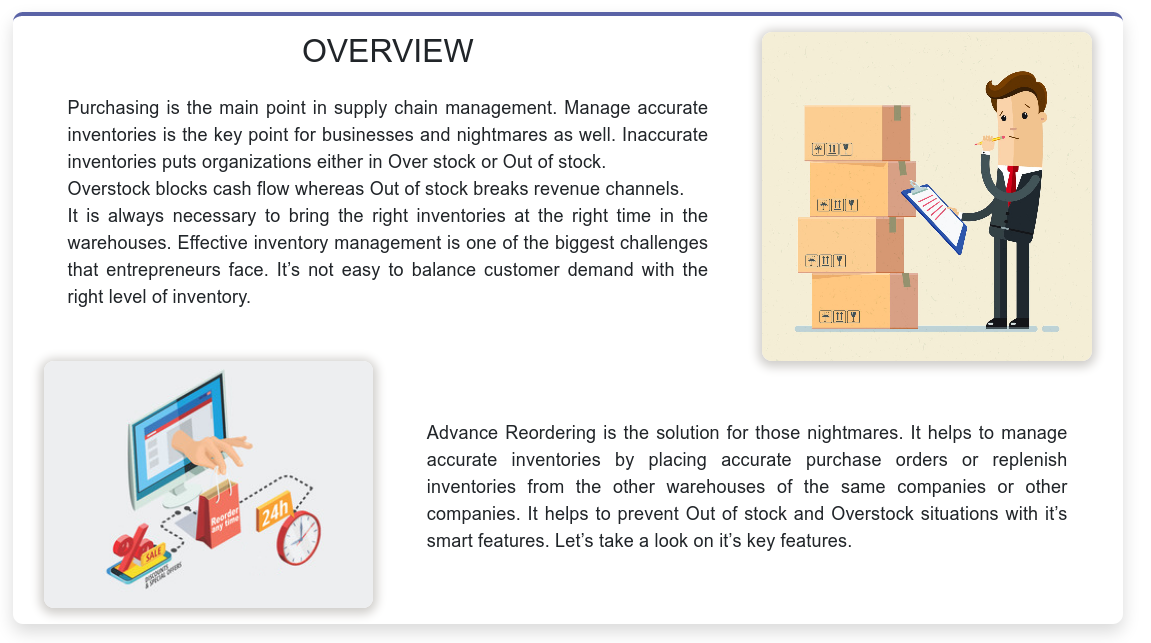 OVERVIEW
Purchasing is the main point in supply chain management. Manage accurate
inventories is the key point for businesses and nightmares as well. Inaccurate
inventories puts organizations either in Over stock or Out of stock.
Overstock blocks cash flow whereas Out of stock breaks revenue channels.
It is always necessary to bring the right inventories at the right time in the
warehouses. Effective inventory management is one of the biggest challenges
that entrepreneurs face. It’s not easy to balance customer demand with the
right level of inventory.
Advance Reordering is the solution for those nightmares. It helps to manage
accurate inventories by placing accurate purchase orders or replenish
inventories from the other warehouses of the same companies or other
companies. It helps to prevent Out of stock and Overstock situations with it’s
smart features. Let’s take a look on it’s key features.
Reorder
any time
24h
%
SALE
DISCOUNTS
& SPECIAL OFFERS